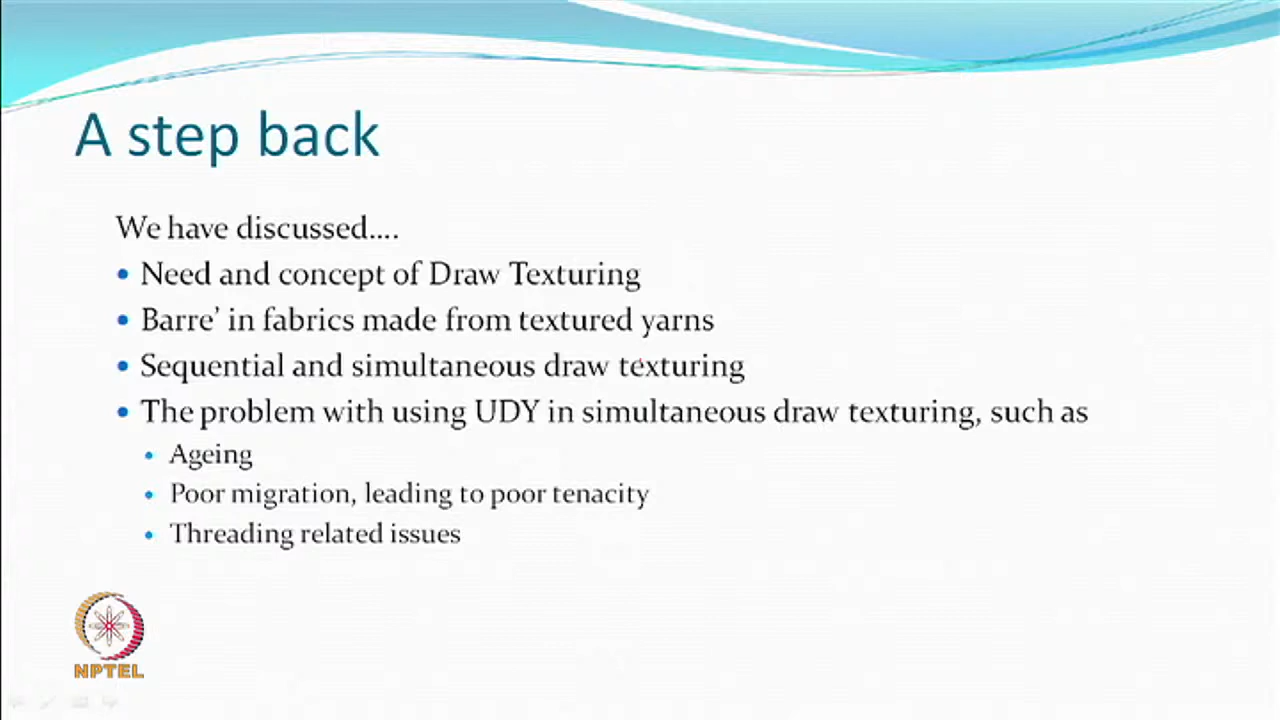 A step back
We have discussed....
• Need and concept of Draw Texturing
• Barre’ in fabrics made from textured yarns
• Sequential and simultaneous draw texturing
• The problem with using UDY in simultaneous draw texturing, such as
• Ageing
• Poor migration, leading to poor tenacity
• Threading related issues
NPTEL